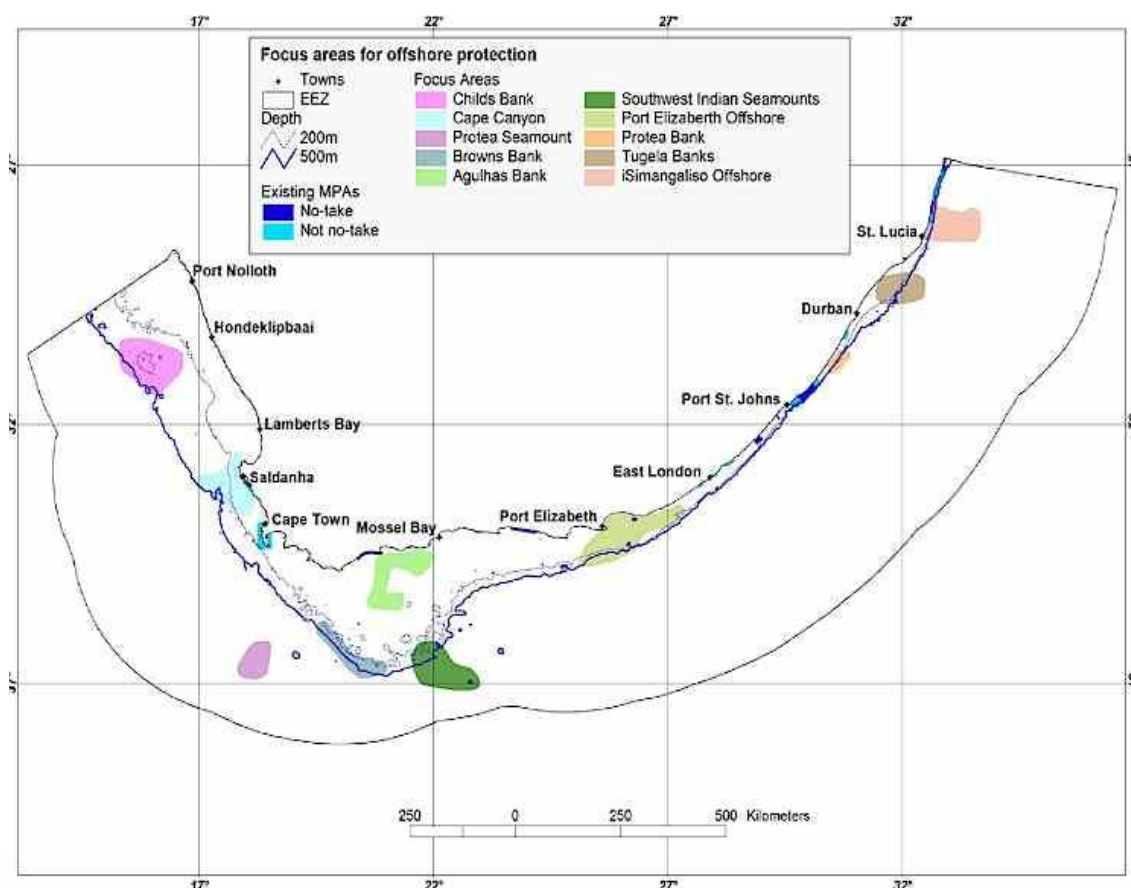 17° 22° 27° 32°
Focus areas for offshore protection
Towns
EEZ
Depth
200m
500m
Existing MPAs
No-take
Not no-take
Focus Areas
Childs Bank
Cape Canyon
Protea Seamount
Browns Bank
Agulhas Bank
Southwest Indian Seamounts
Port Elizaberth Offshore
Protea Bank
Tugela Banks
iSimangaliso Offshore
St. Lucia
Port Nolloth
Durban
Hondeklipbaai
Port St. Johns
Lamberts Bay
East London
Saldanha
Cape Town
Mossel Bay
Port Elizabeth
250 0 250 500 Kilometers
17° 22° 27° 32°